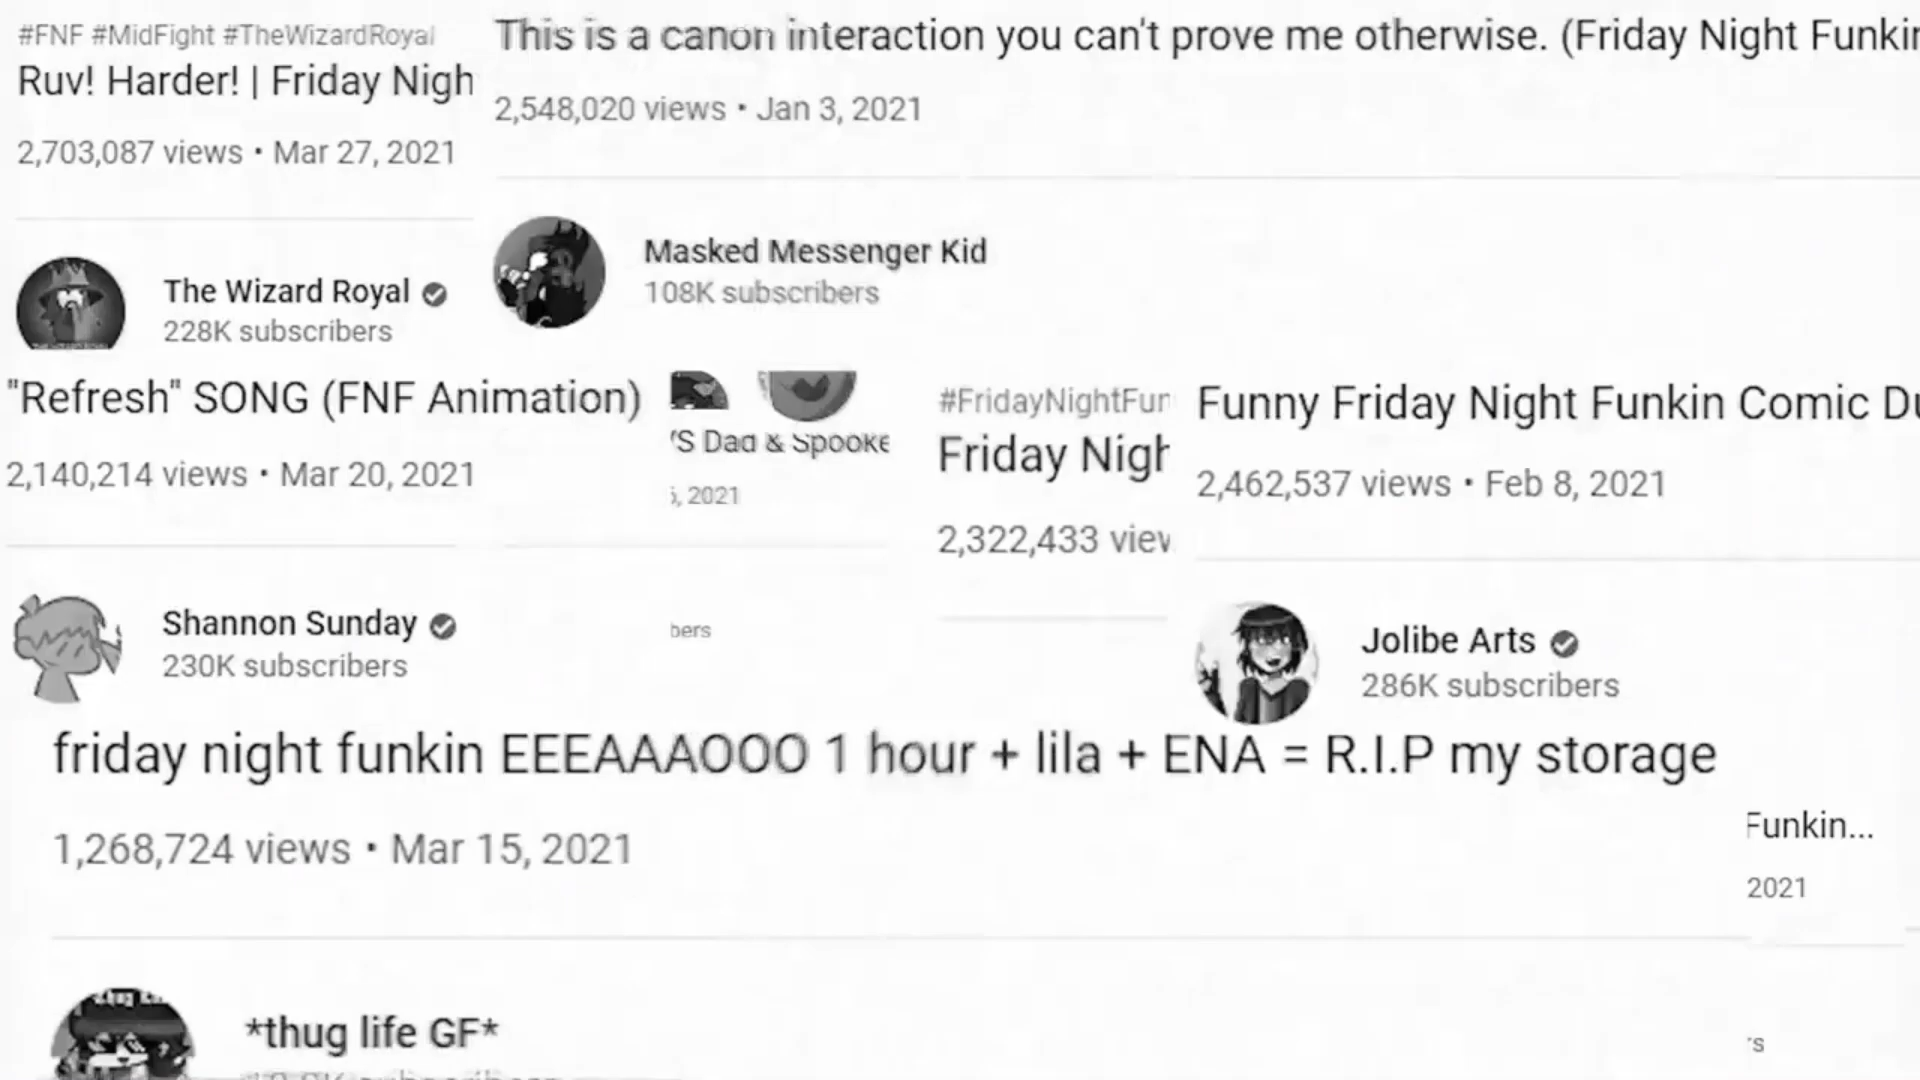 #FNF #MidFight #TheWizardRoyal
Ruv! Harder! | Friday Nigh
2,703,087 views • Mar 27, 2021
The Wizard Royal
228K subscribers
This is a canon interaction you can't prove me otherwise. (Friday Night Funkin
2,548,020 views • Jan 3, 2021
Masked Messenger Kid
108K subscribers
"Refresh" SONG (FNF Animation)
2,140,214 views • Mar 20, 2021
Shannon Sunday
230K subscribers
'S Dad & Spooke
, 2021
bers
#FridayNightFun
Friday Nigh
2,322,433 view
Funny Friday Night Funkin Comic Du
2,462,537 views • Feb 8, 2021
Jolibe Arts
286K subscribers
friday night funkin EEEAAAOOO 1 hour + lila + ENA = R.I.P my storage
1,268,724 views • Mar 15, 2021
*thug life GF*
Funkin...
2021
rs